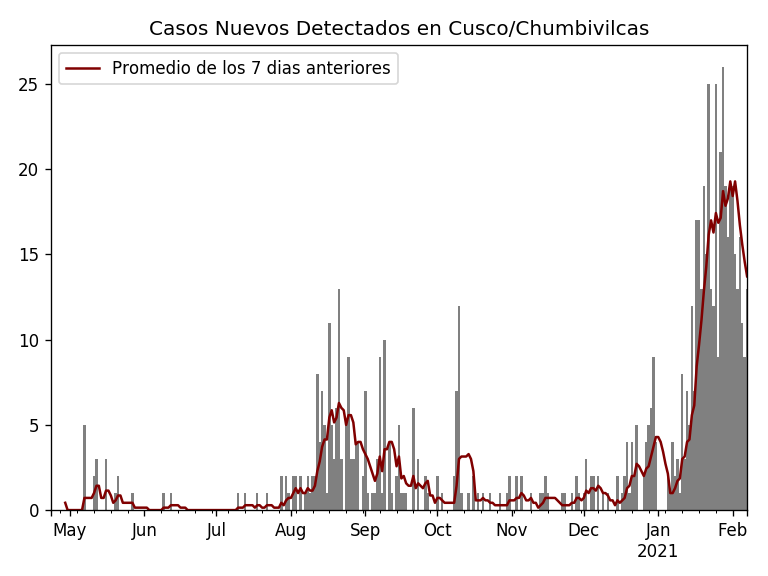 Casos Nuevos Detectados en Cusco/Chumbivilcas
Promedio de los 7 dias anteriores
25
20
15
10
5
0
May Jun Jul Aug Sep Oct Nov Dec Jan Feb
2021